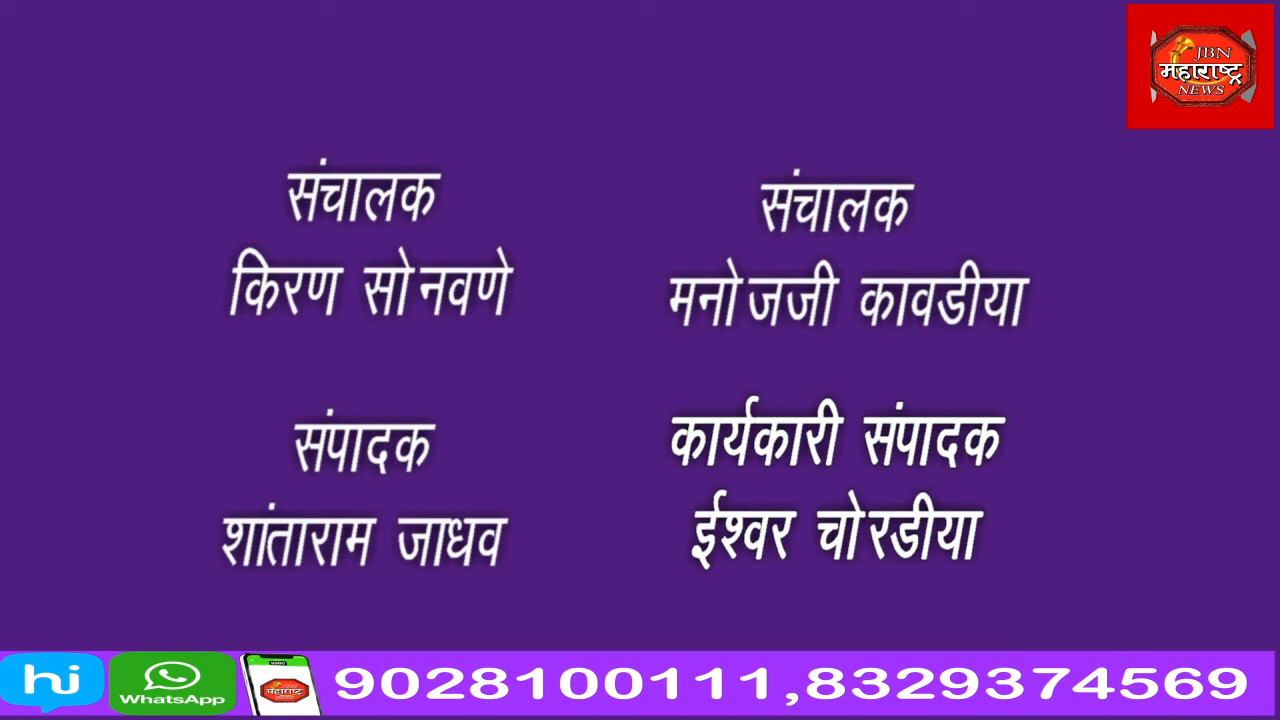 JBN
महाराष्ट्र
NEWS
संचालक
किरण सोनवणे
संचालक
मनोजजी कावडीया
संपादक
शांताराम जाधव
कार्यकारी संपादक
ईश्वर चोरडीया
hi
WhatsApp
महाराष्ट्र
9028100111,8329374569